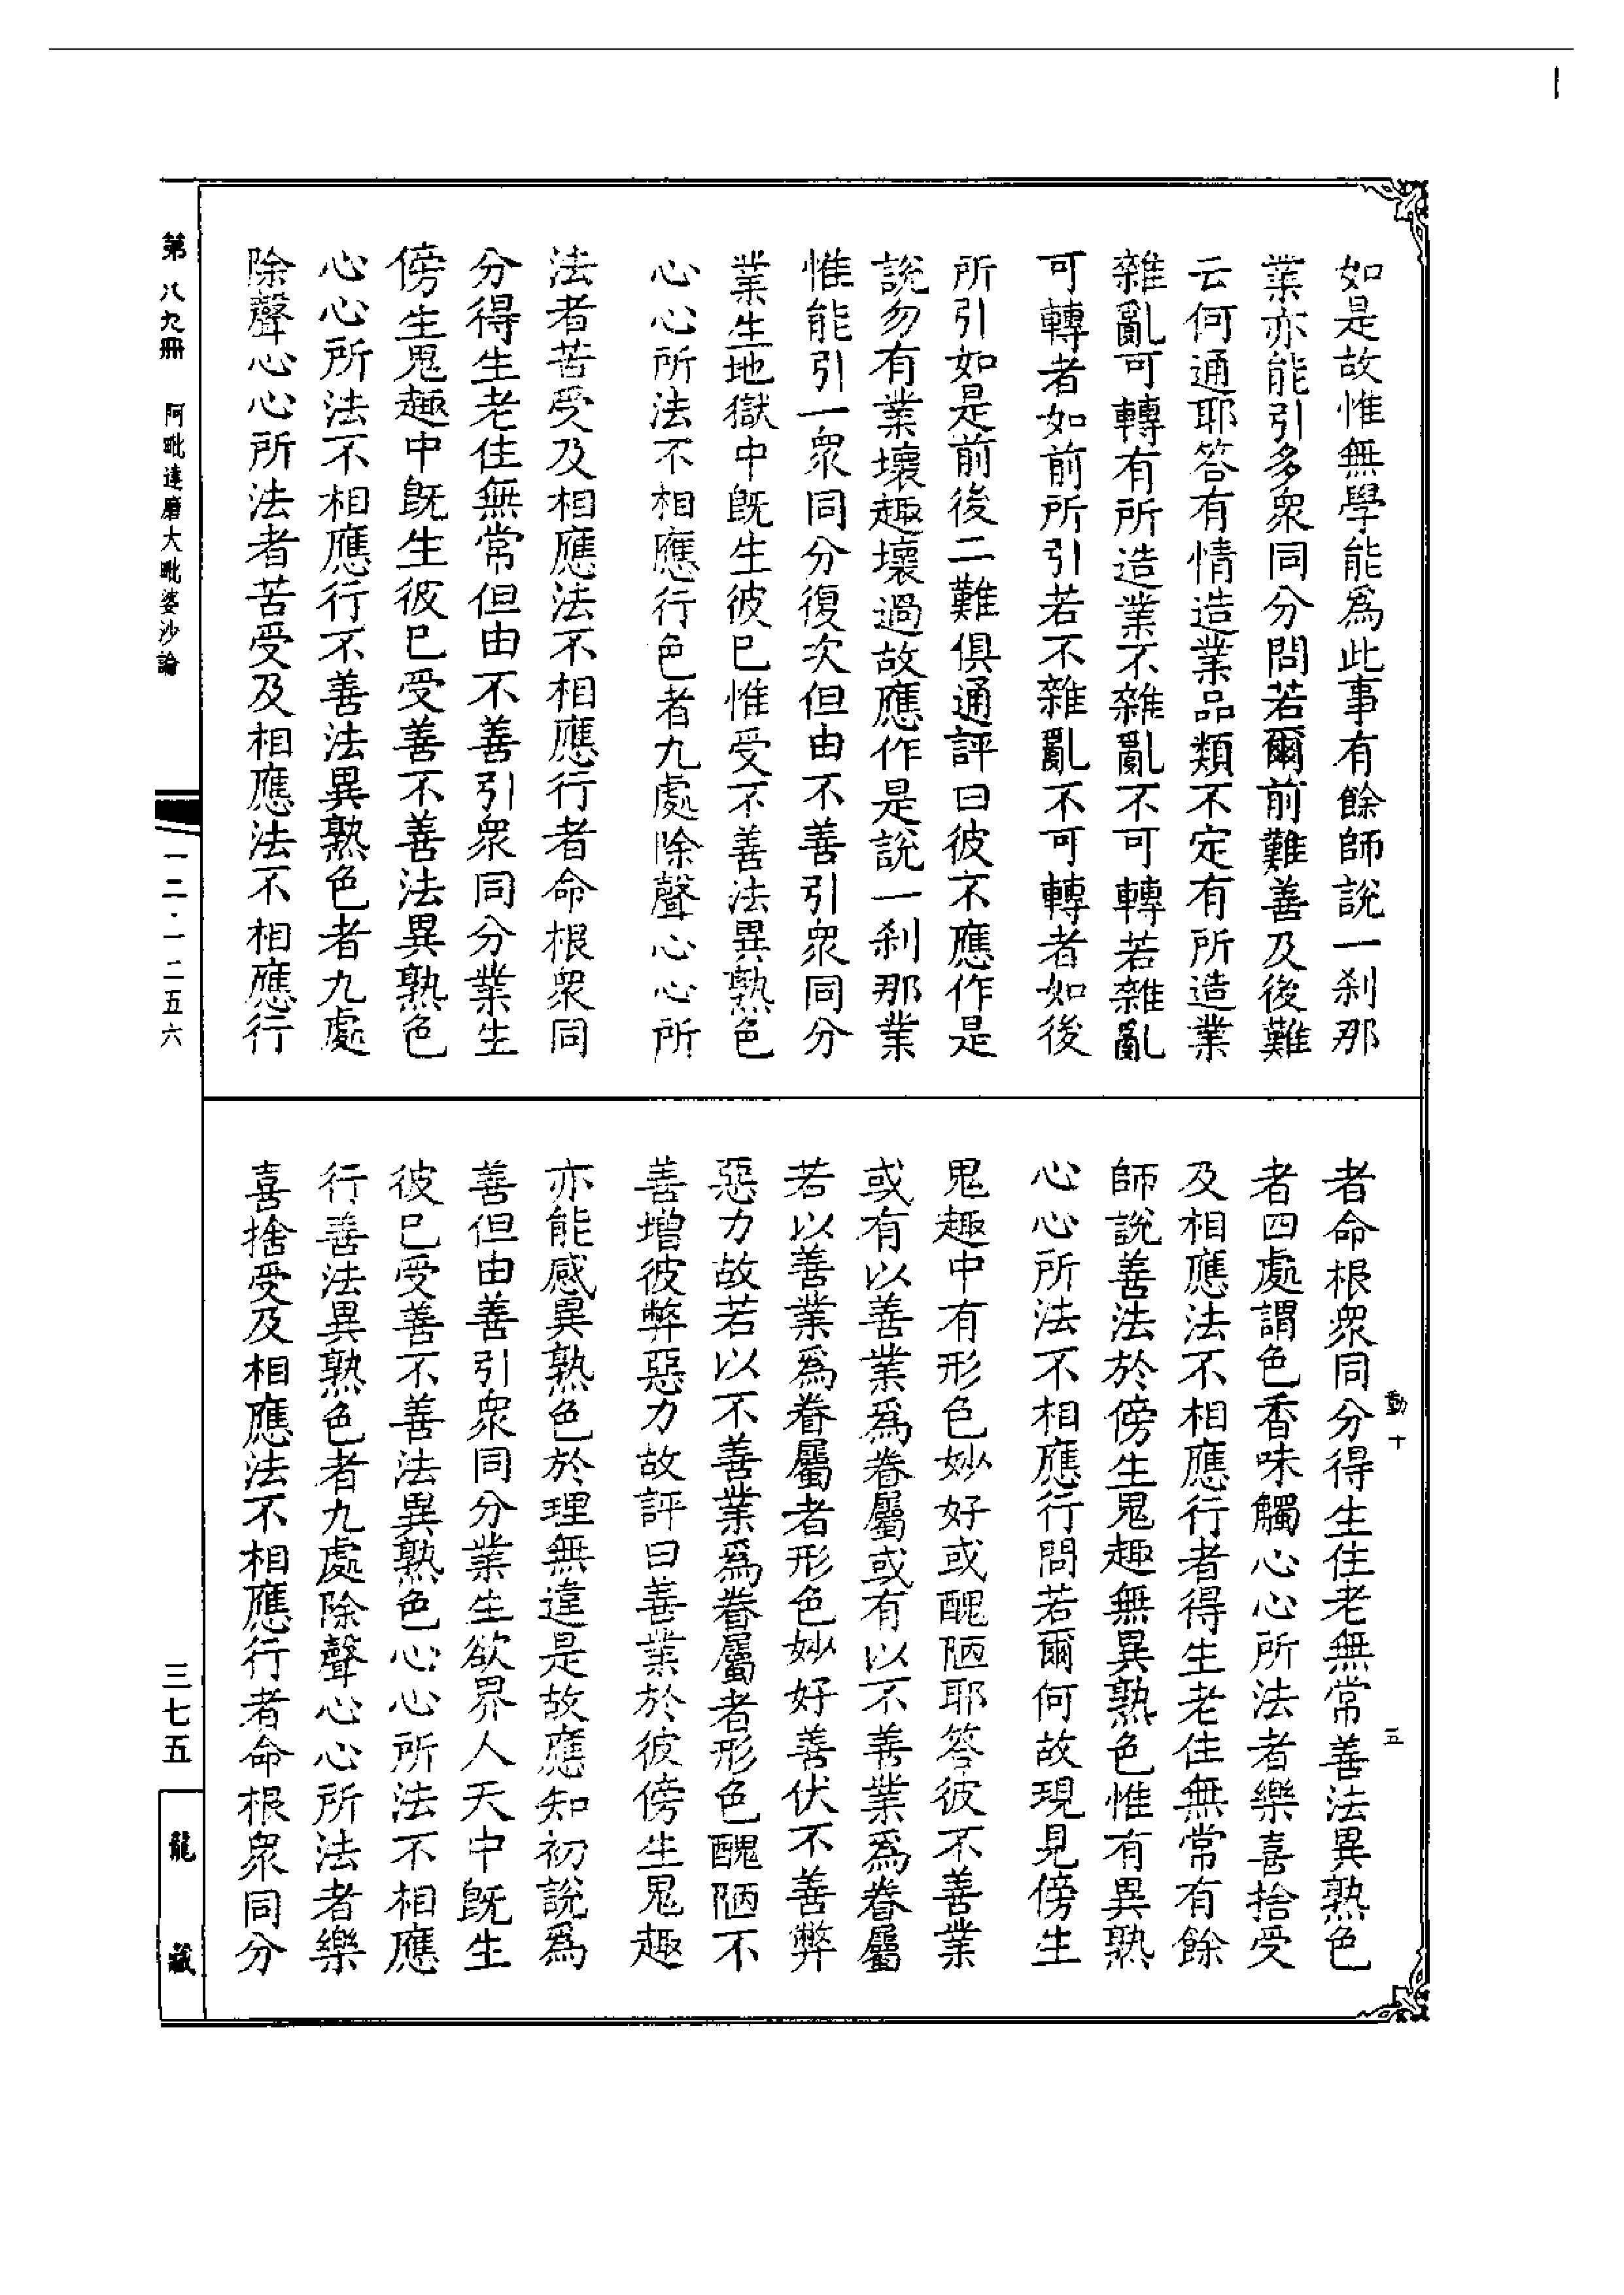 如是故惟無學能爲此事有餘師說一刹那
業亦能引多衆同分問若爾前難善及後難
云何通耶答有情造業品類不定有所造業
雜亂可轉有所造業不雜亂不可轉若雜亂
可轉者如前所引若不雜亂不可轉者如後
所引如是前後二難俱通評曰彼不應作是
說勿有業壞趣壞過故應作是說一刹那業
惟能引一衆同分復次但由不善引衆同分
業生地獄中旣生彼已惟受不善法異熟色
心心所法不相應行色者九處除聲心心所
法者苦受及相應法不相應行者命根衆同
分得生老住無常但由不善引衆同分業生
傍生鬼趣中旣生彼已受善不善法異熟色
心心所法不相應行不善法異熟色者九處
除聲心心所法者苦受及相應法不相應行
者命根衆同分得生住老無常善法異熟色
者四處謂色香味觸心心所法者樂喜捨受
及相應法不相應行者得生老住無常有餘
師說善法於傍生鬼趣無異熟色惟有異熟
心心所法不相應行問若爾何故現見傍生
鬼趣中有形色妙好或醜陋耶答彼不善業
或有以善業爲眷屬或有以不善業爲眷屬
若以善業爲眷屬者形色妙好善伏不善弊
惡力故若以不善業爲眷屬者形色醜陋不
善增彼弊惡力故評曰善業於彼傍生鬼趣
亦能感異熟色於理無違是故應知初說爲
善但由善引衆同分業生欲界人天中旣生
彼已受善不善法異熟色心心所法不相應
行善法異熟色者九處除聲心心所法者樂
喜捨受及相應法不相應行者命根衆同分
動十
五
第八九冊
阿毗達磨大毗婆沙論
一二·一二五六
三七五
龍藏